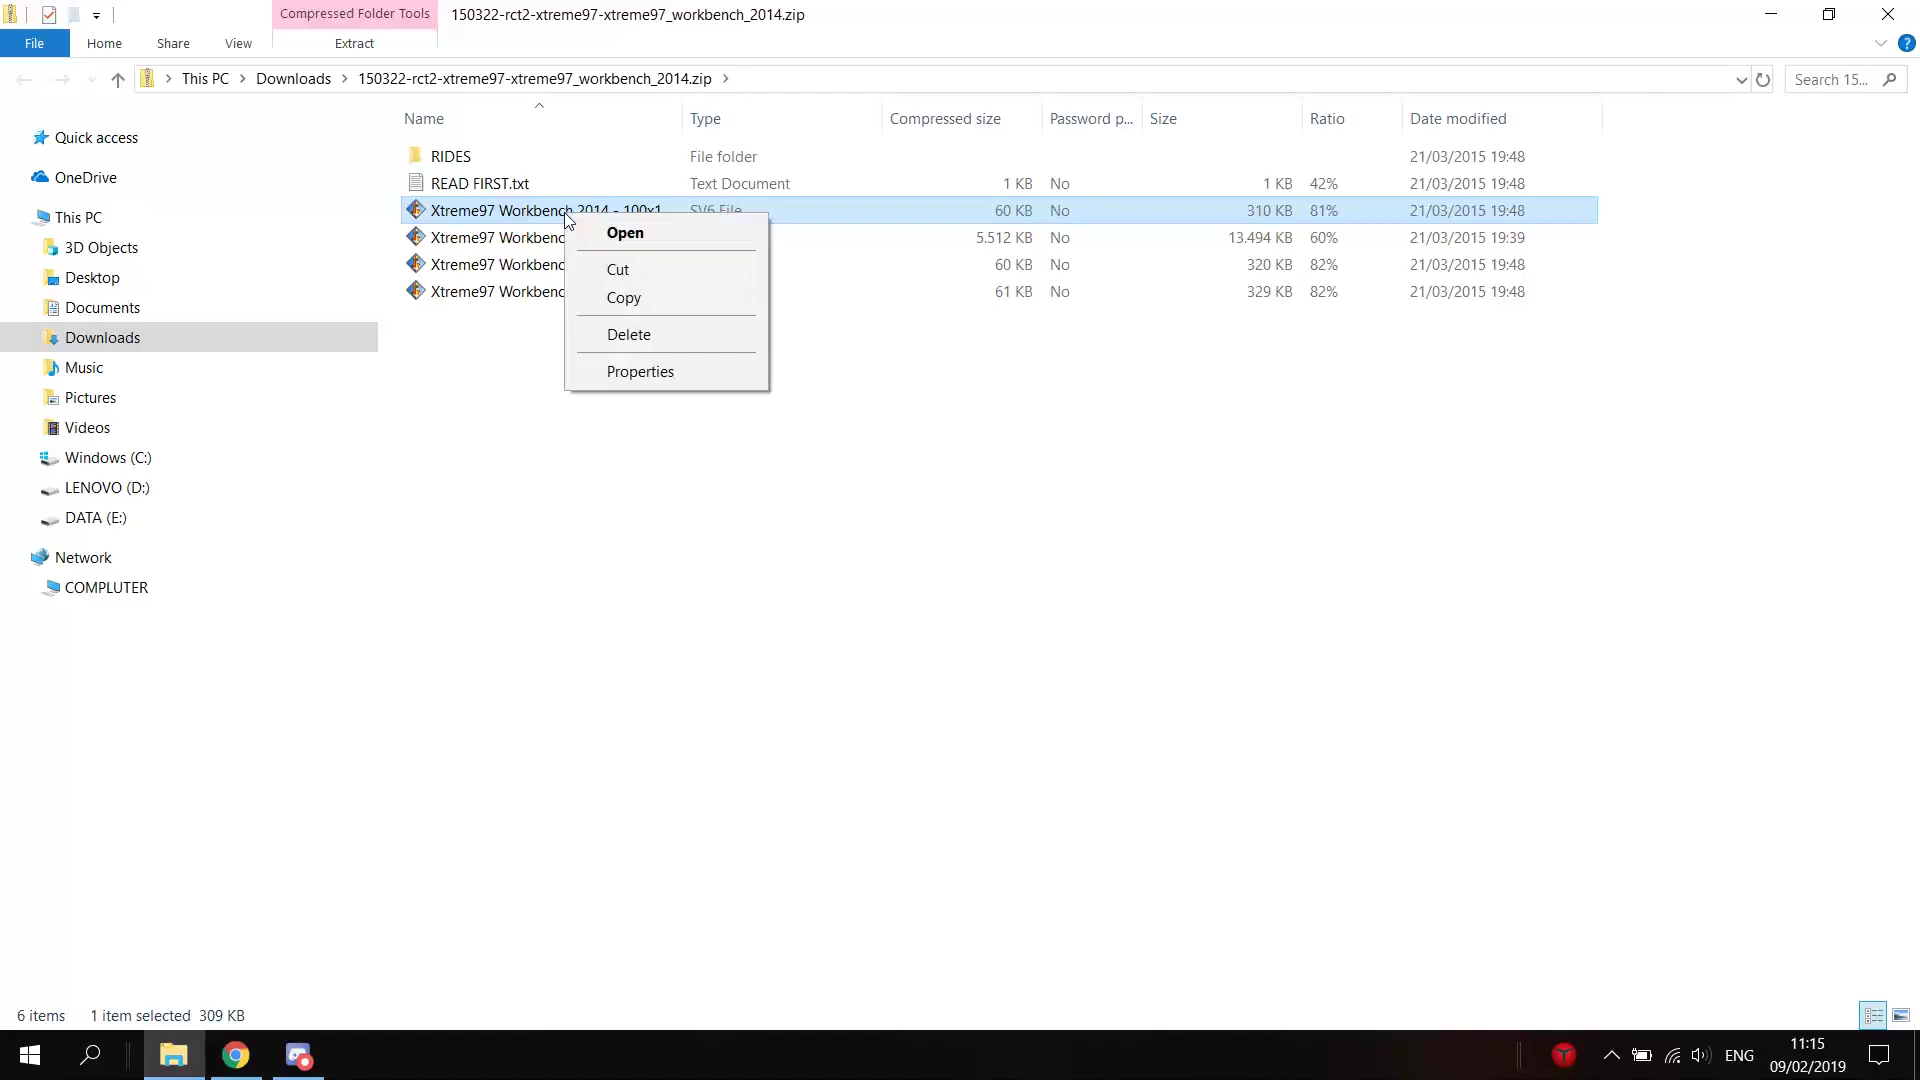 Compressed Folder Tools
150322-rct2-xtreme97-xtreme97_workbench_2014.zip
File
Home
Share
View
Extract
This PC
Downloads
150322-rct2-xtreme97-xtreme97_workbench_2014.zip
Search 15...
Name
Type
Compressed size
Password p...
Size
Ratio
Date modified
RIDES File folder 21/03/2015 19:48
READ FIRST.txt Text Document 1 KB No 1 KB 42% 21/03/2015 19:48
Xtreme97 Workbench 2014 - 100x1 SV6 File 60 KB No 310 KB 81% 21/03/2015 19:48
Xtreme97 Workbenc 5.512 KB No 13.494 KB 60% 21/03/2015 19:39
Xtreme97 Workbenc 60 KB No 320 KB 82% 21/03/2015 19:48
Xtreme97 Workbenc 61 KB No 329 KB 82% 21/03/2015 19:48
Open
Cut
Copy
Delete
Properties
Quick access
OneDrive
This PC
3D Objects
Desktop
Documents
Downloads
Music
Pictures
Videos
Windows (C:)
LENOVO (D:)
DATA (E:)
Network
COMPLUTER
6 items
1 item selected 309 KB
ENG
11:15
09/02/2019